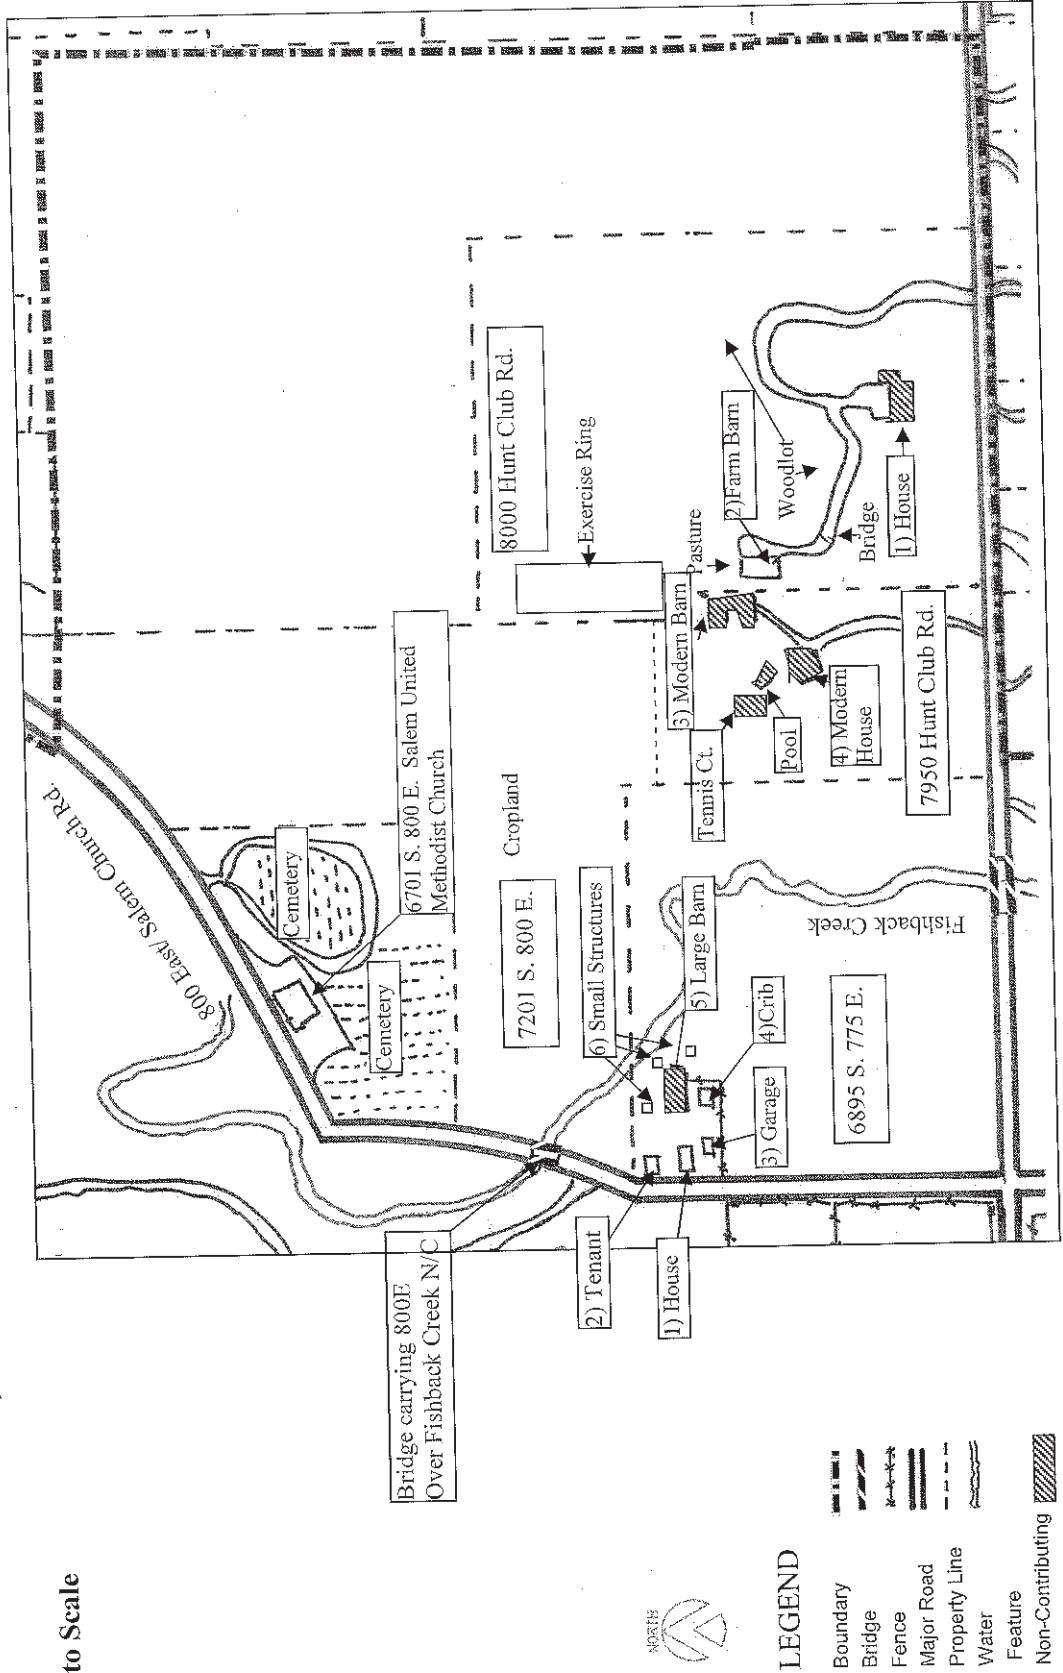 to Scale
800 East/ Salem Church Rd.
Cemetery
6701 S. 800 E. Salem United
Methodist Church
Cemetery
8000 Hunt Club Rd.
Exercise Ring
Cropland
7201 S. 800 E.
Bridge carrying 800E
Over Fishback Creek N/C
6) Small Structures
5) Large Barn
2) Tenant
1) House
3) Garage
4)Crib
6895 S. 775 E.
Fishback Creek
3) Modern Barn
Tennis Ct.
Pool
4) Modern
House
7950 Hunt Club Rd.
Pasture
2)Farm Barn
Woodlot
Bridge
1) House
NORTH
LEGEND
Boundary
Bridge
Fence
Major Road
Property Line
Water
Feature
Non-Contributing